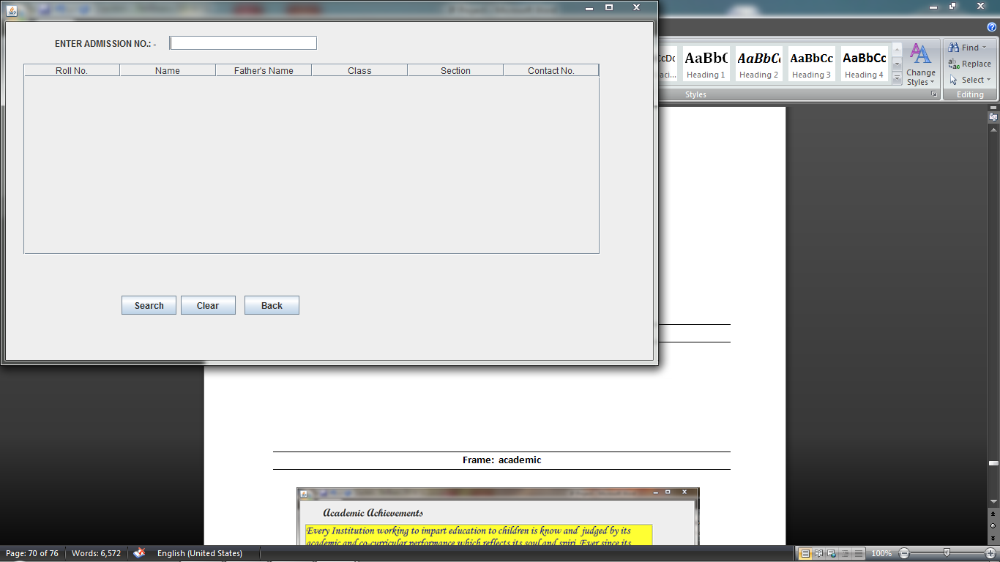 ENTER ADMISSION NO.: -
Roll No. Name Father's Name Class Section Contact No.
Search Clear Back
AaBbC AaBbCc AaBbCc AaBbCc
Heading 1 Heading 2 Heading 3 Heading 4
Change Styles
Styles
Find
Replace
Select
Editing
Frame: academic
Academic Achievements
Every Institution working to impart education to children is know and judged by its
academic and co-curricular performance which reflects its soul and spiri. Ever since its
Page: 70 of 76 Words: 6,572 English (United States) 100%